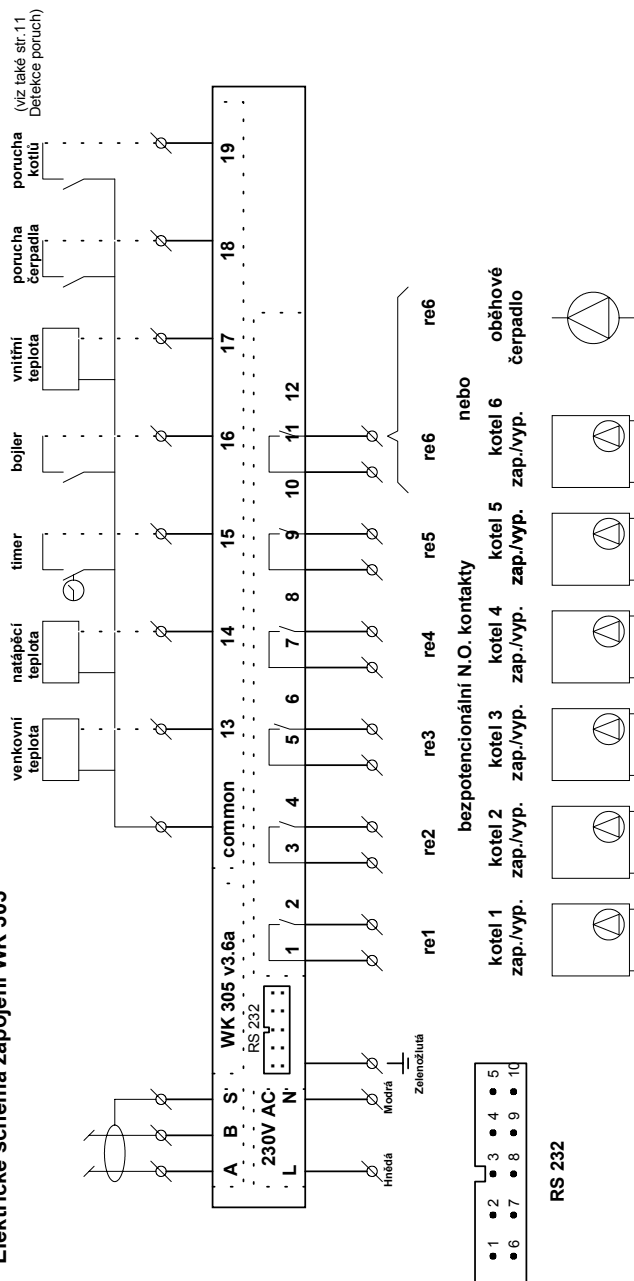 Elektrické schéma zapojení WK 305
(viz také str.11
Detekce poruch)
venkovní
teplota
natápěcí
teplota
timer
bojler
vnitřní
teplota
porucha
čerpadla
porucha
kotlů
A B S WK 305 v3.6a common 13 14 15 16 17 18 19
RS 232
230V AC
L N 1 2 3 4 5 6 7 8 9 10 11 12
Hnědá
Modrá
Zelenožlutá
re1 re2 re3 re4 re5 re6 re6
bezpotencionální N.O. kontakty
nebo
kotel 1
zap./vyp.
kotel 2
zap./vyp.
kotel 3
zap./vyp.
kotel 4
zap./vyp.
kotel 5
zap./vyp.
kotel 6
zap./vyp.
oběhové
čerpadlo
1 2 3 4 5
6 7 8 9 10
RS 232